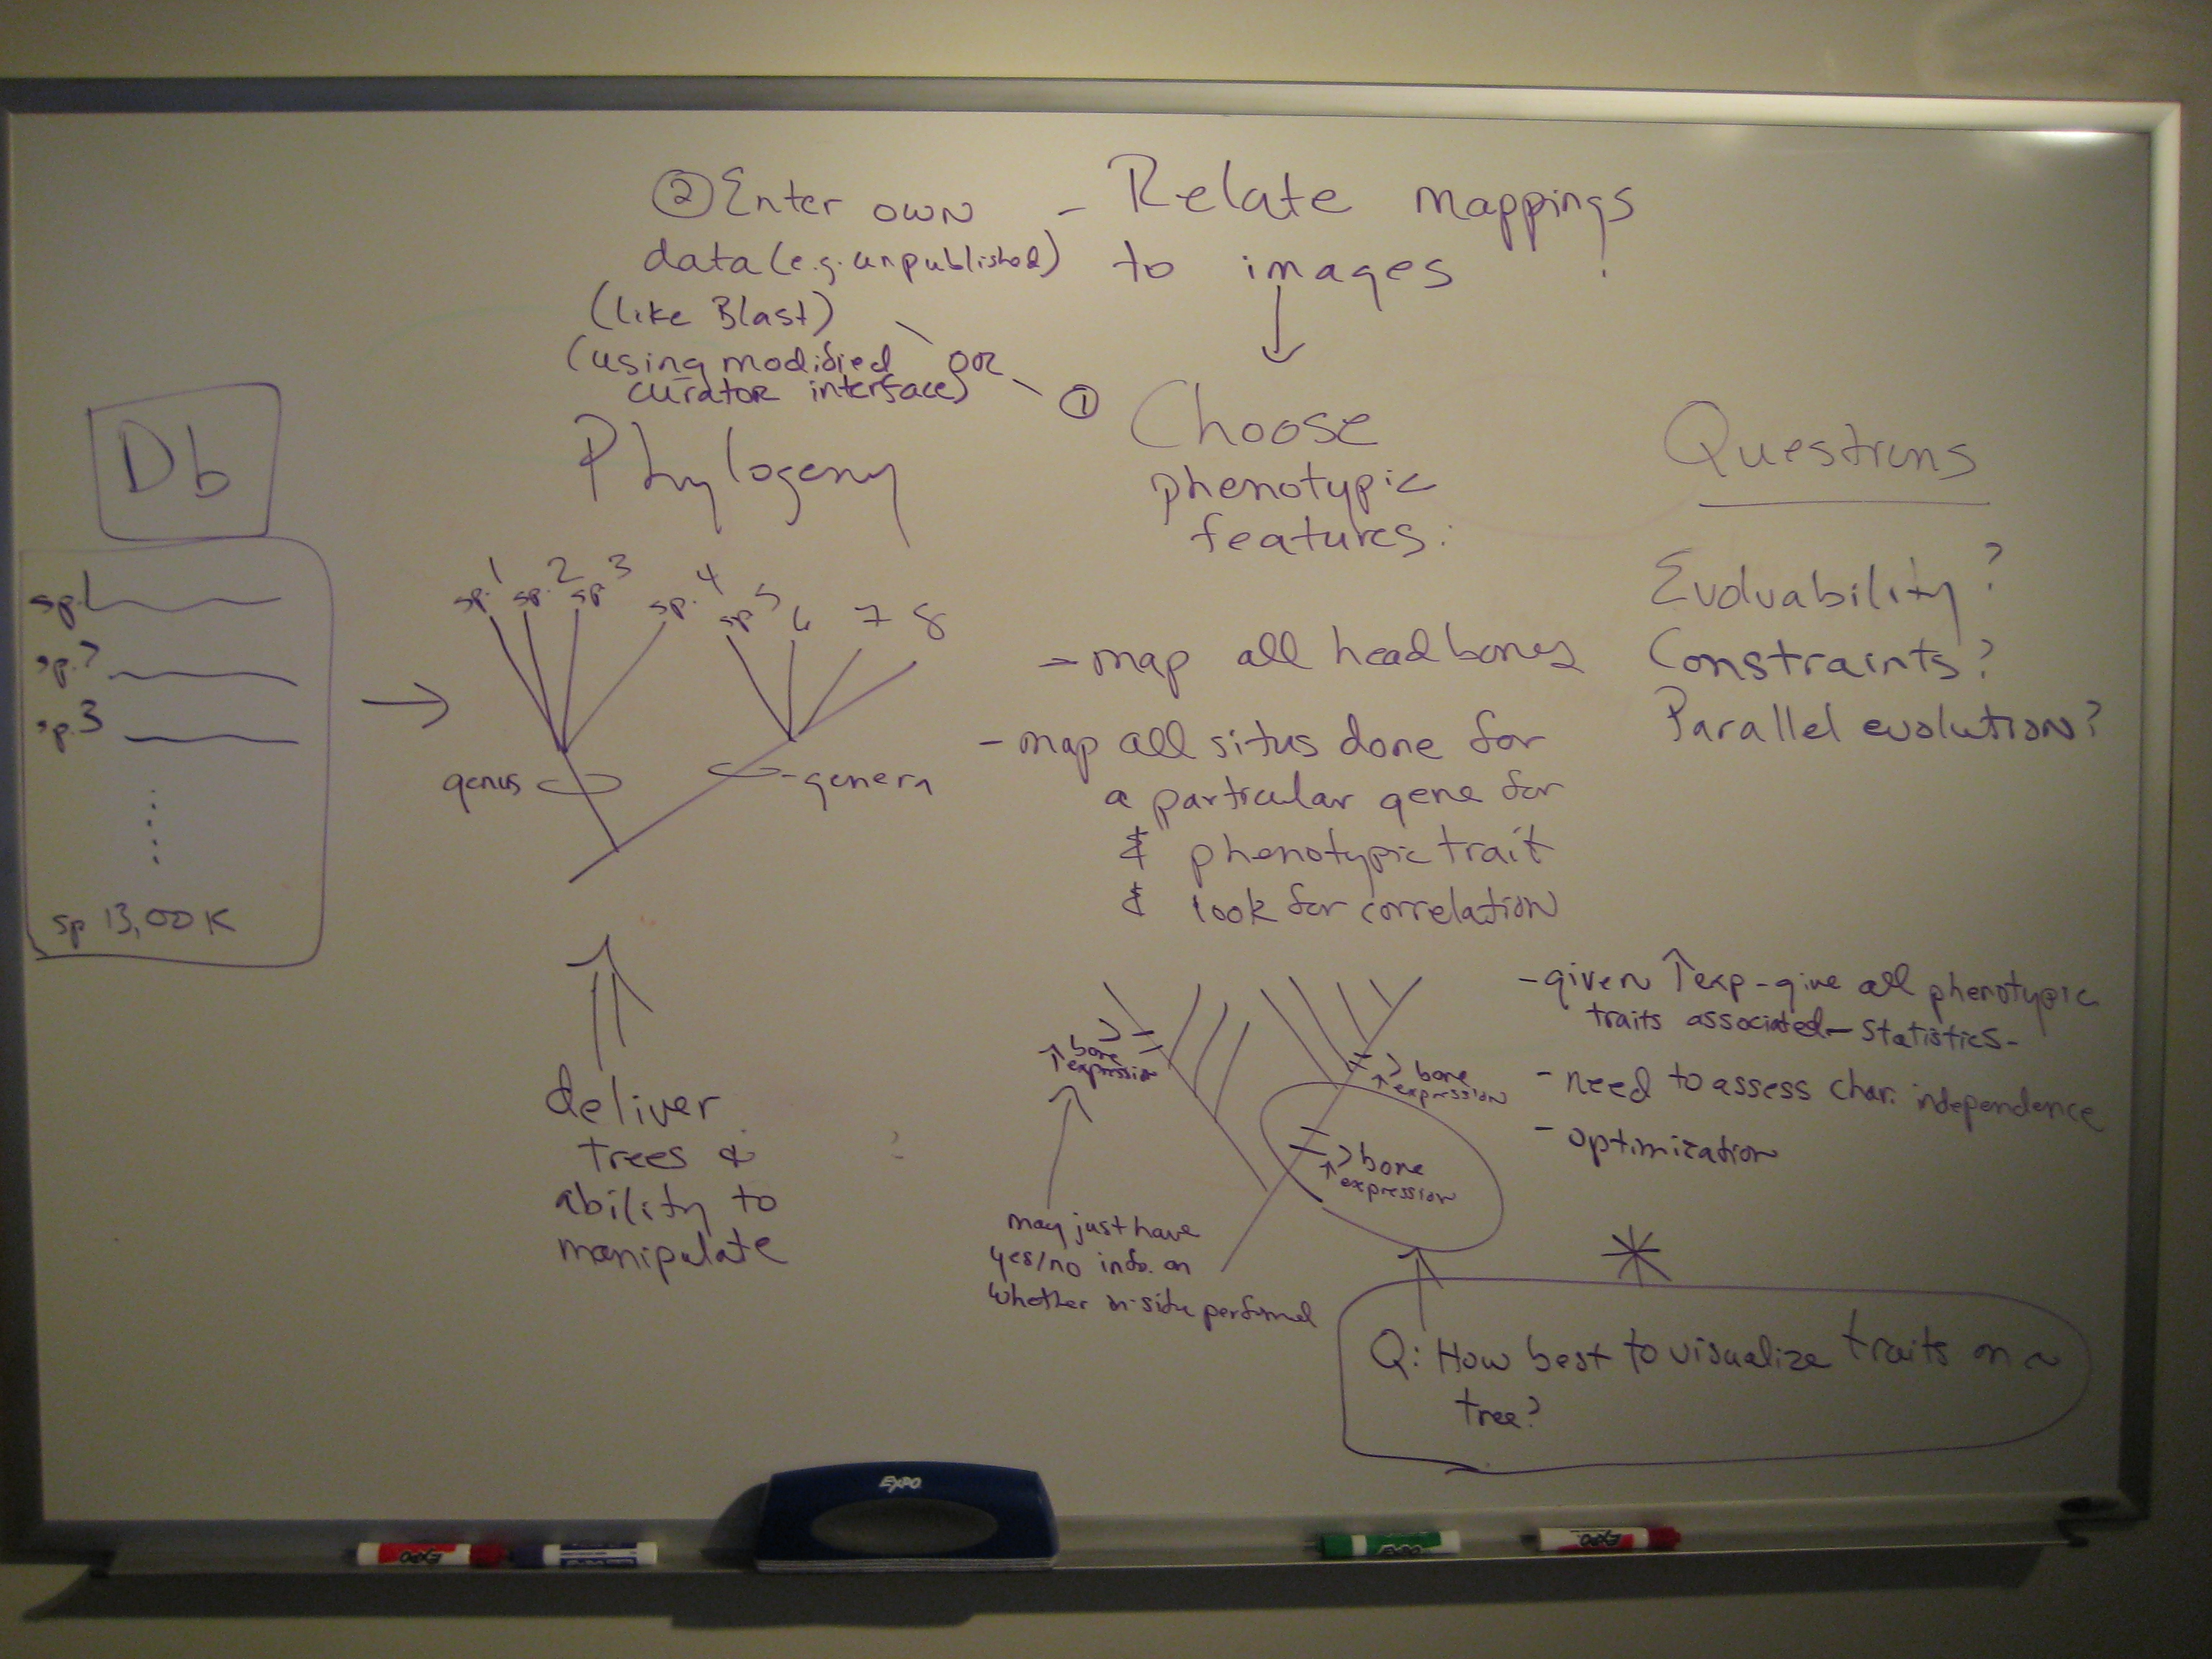 ② Enter own
data (e.g. unpublished)
(like Blast)
(using modified
curator interface)
or
①
- Relate mappings
to images!
Choose
phenotypic
features:
Db
sp. 1
sp. 2
sp. 3
sp 13,00K
Phylogeny
sp. 1 sp. 2 sp 3 sp. 4 sp 5 6 7 8
genus
genera
deliver
trees &
ability to
manipulate
- map all head bones
- map all situs done for
a particular gene for
& phenotypic trait
& look for correlation
Questions
Evolvability?
Constraints?
Parallel evolution?
> bone
↑ expression
> bone
↑ expression
> bone
↑ expression
may just have
yes/no info. on
whether in-situ performed
- given ↑ exp - give all phenotypic
traits associated - statistics -
- need to assess char. independence
- optimization
*
Q: How best to visualize traits on a
tree?
EXPO
EXPO
EXPO
EXPO
EXPO